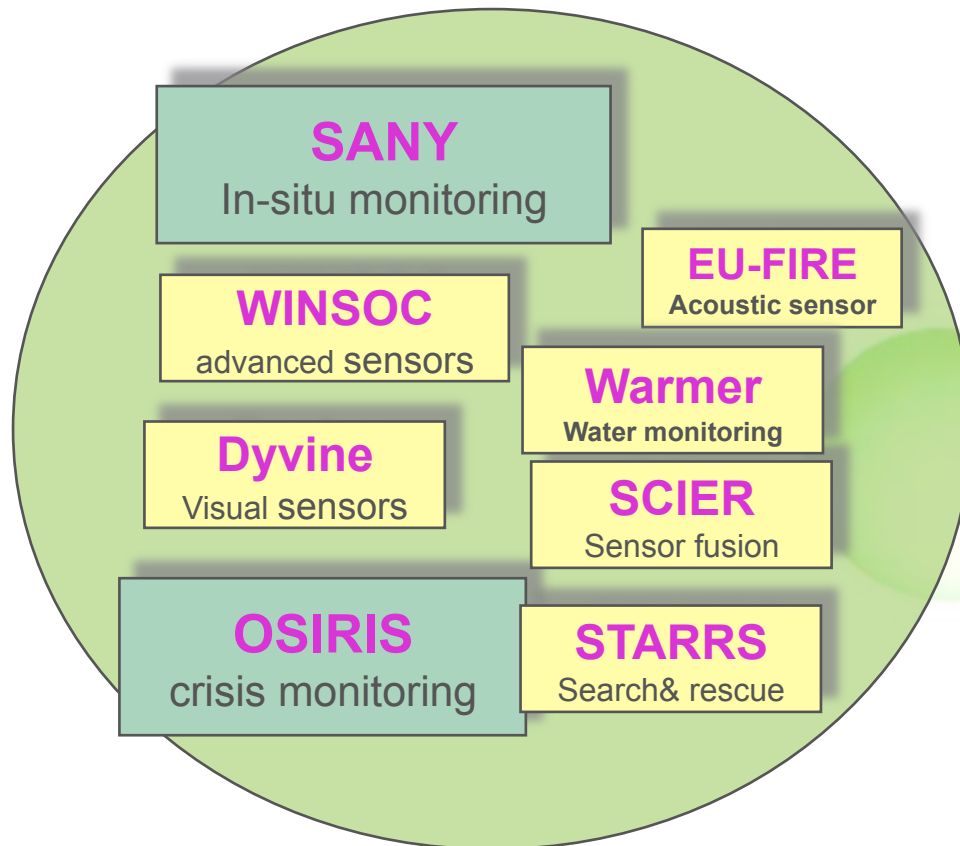 SANY
In-situ monitoring
EU-FIRE
Acoustic sensor
WINSOC
advanced sensors
Warmer
Water monitoring
Dyvine
Visual sensors
SCIER
Sensor fusion
OSIRIS
crisis monitoring
STARRS
Search& rescue